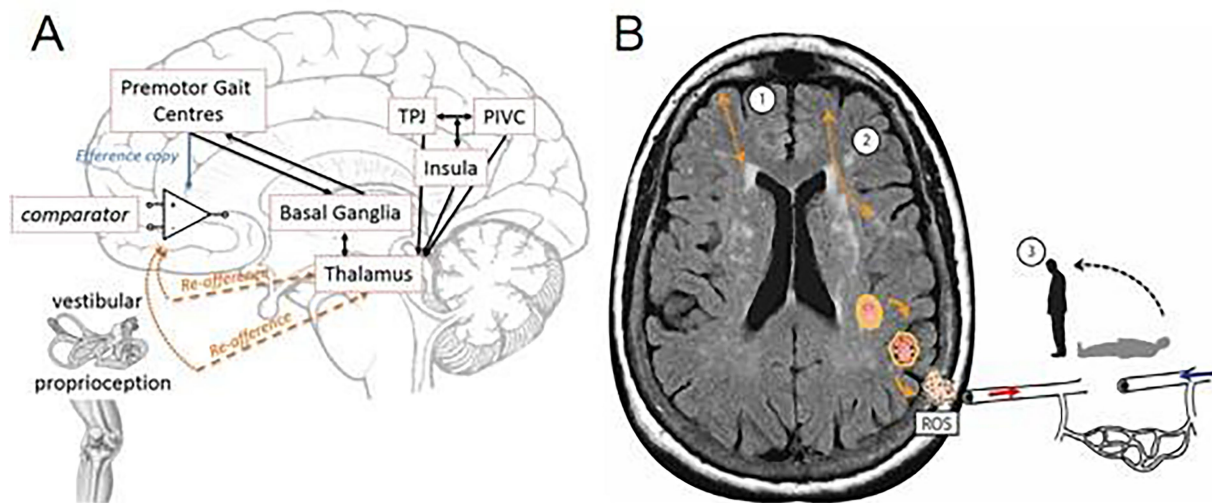 A
Premotor Gait
Centres
Efference copy
comparator
TPJ
PIVC
Insula
Basal Ganglia
Thalamus
Re-afference
vestibular
Re-afference
proprioception
B
1
2
3
ROS